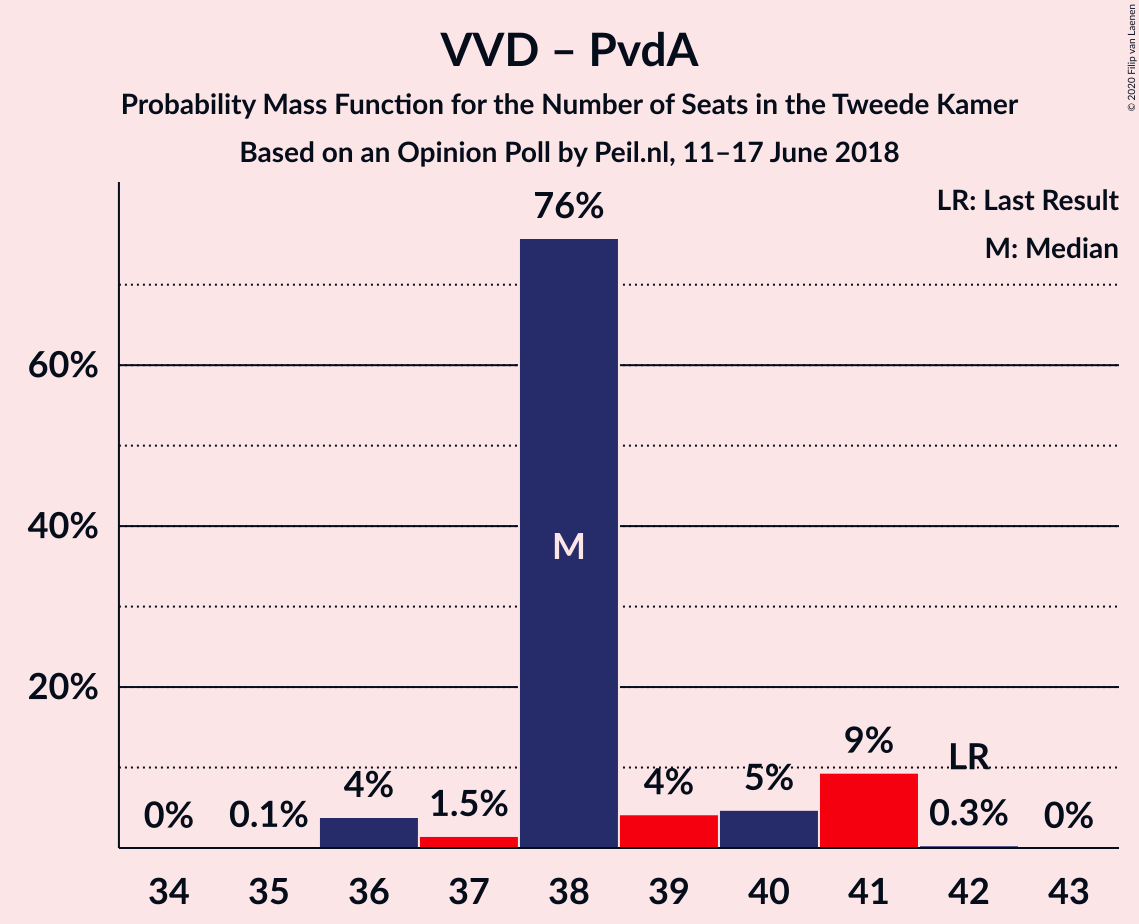 VVD – PvdA
Probability Mass Function for the Number of Seats in the Tweede Kamer
Based on an Opinion Poll by Peil.nl, 11–17 June 2018
© 2020 Filip van Laenen
LR: Last Result
M: Median
76%
60%
40%
M
20%
9%
LR
4%
4%
5%
1.5%
0%
0.1%
0.3%
0%
34 35 36 37 38 39 40 41 42 43